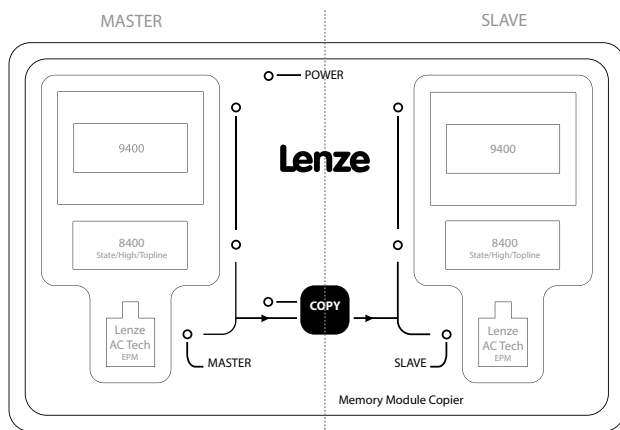 MASTER
SLAVE
POWER
9400
Lenze
9400
8400
State/High/Topline
8400
State/High/Topline
COPY
Lenze
AC Tech
EPM
MASTER
SLAVE
Lenze
AC Tech
EPM
Memory Module Copier